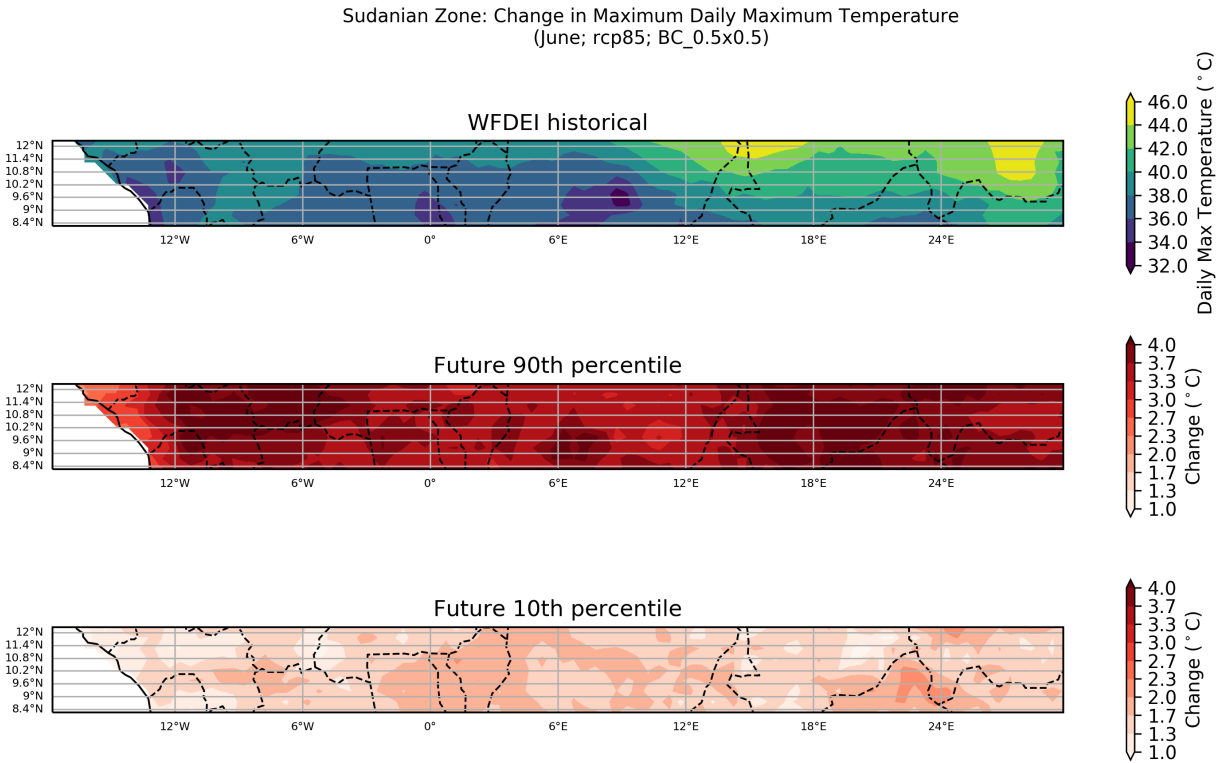 Sudanian Zone: Change in Maximum Daily Maximum Temperature
(June; rcp85; BC_0.5x0.5)
WFDEI historical
12°N
11.4°N
10.8°N
10.2°N
9.6°N
9°N
8.4°N
12°W 6°W 0° 6°E 12°E 18°E 24°E
46.0
44.0
42.0
40.0
38.0
36.0
34.0
32.0
Daily Max Temperature (°C)
Future 90th percentile
12°N
11.4°N
10.8°N
10.2°N
9.6°N
9°N
8.4°N
12°W 6°W 0° 6°E 12°E 18°E 24°E
4.0
3.7
3.3
3.0
2.7
2.3
2.0
1.7
1.3
1.0
Change (°C)
Future 10th percentile
12°N
11.4°N
10.8°N
10.2°N
9.6°N
9°N
8.4°N
12°W 6°W 0° 6°E 12°E 18°E 24°E
4.0
3.7
3.3
3.0
2.7
2.3
2.0
1.7
1.3
1.0
Change (°C)